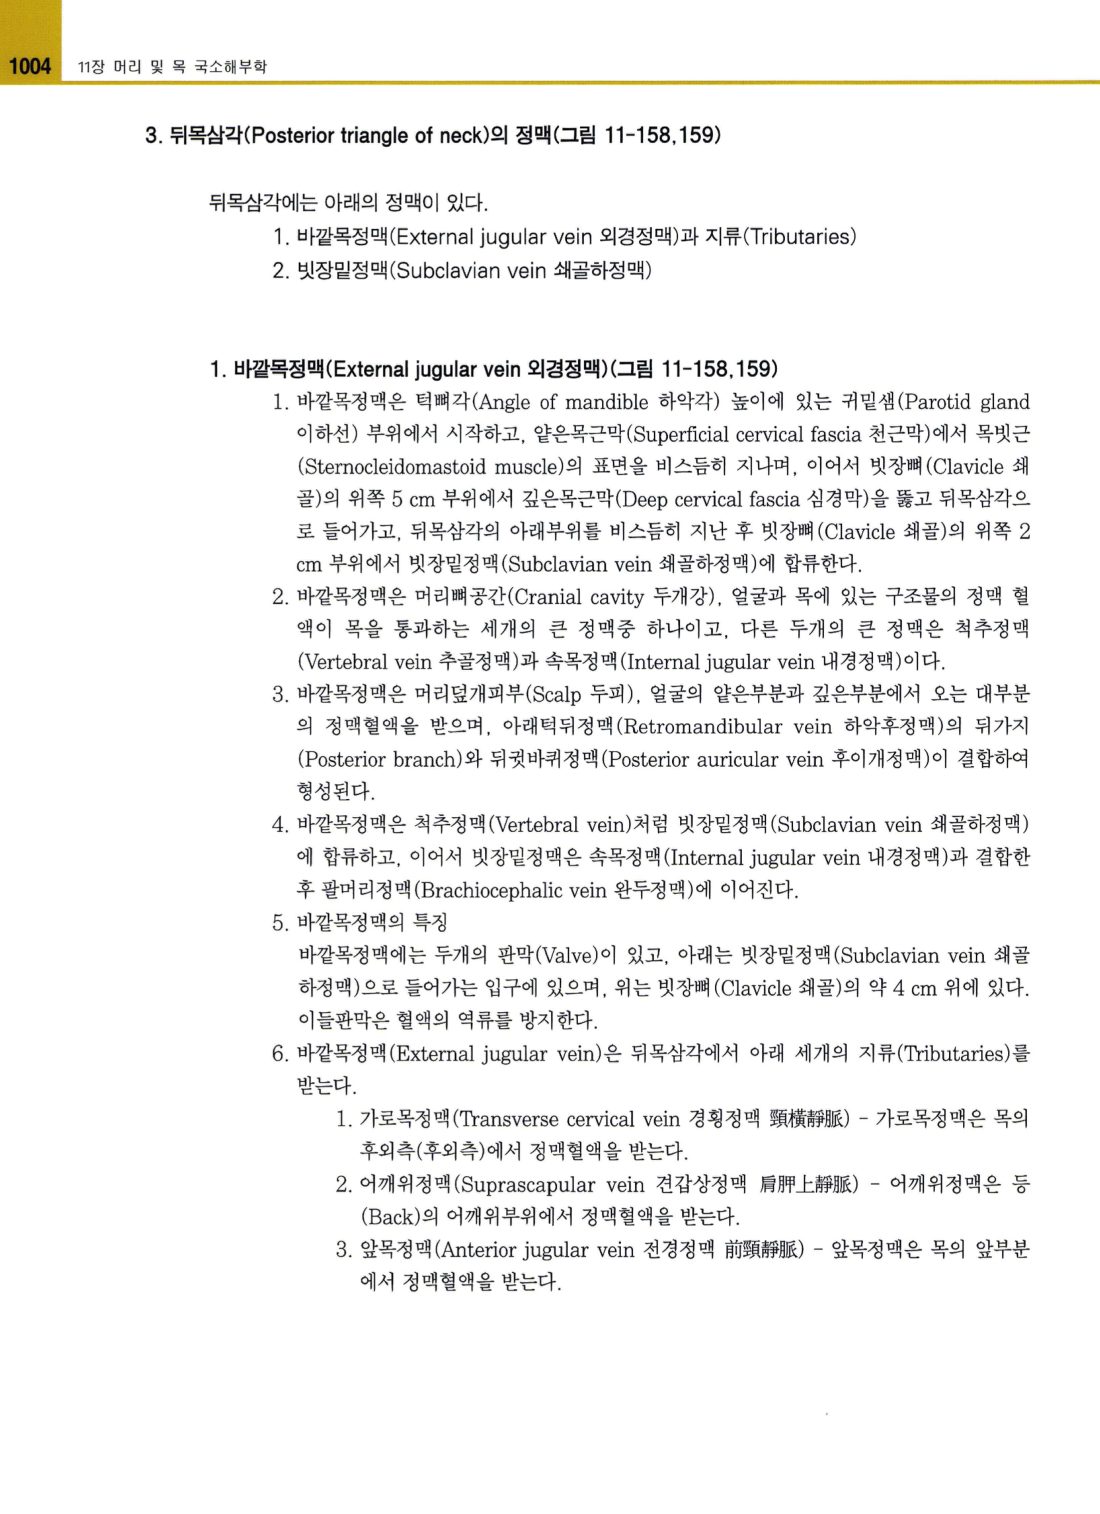 1004
11장 머리 및 목 국소해부학
3. 뒤목삼각(Posterior triangle of neck)의 정맥(그림 11-158,159)
뒤목삼각에는 아래의 정맥이 있다.
1. 바깥목정맥(External jugular vein 외경정맥)과 지류(Tributaries)
2. 빗장밑정맥(Subclavian vein 쇄골하정맥)
1. 바깥목정맥(External jugular vein 외경정맥)(그림 11-158,159)
1. 바깥목정맥은 턱뼈각(Angle of mandible 하악각) 높이에 있는 귀밑샘(Parotid gland
이하선) 부위에서 시작하고, 얕은목근막(Superficial cervical fascia 천근막)에서 목빗근
(Sternocleidomastoid muscle)의 표면을 비스듬히 지나며, 이어서 빗장뼈(Clavicle 쇄
골)의 위쪽 5 cm 부위에서 깊은목근막(Deep cervical fascia 심경막)을 뚫고 뒤목삼각으
로 들어가고, 뒤목삼각의 아래부위를 비스듬히 지난 후 빗장뼈(Clavicle 쇄골)의 위쪽 2
cm 부위에서 빗장밑정맥(Subclavian vein 쇄골하정맥)에 합류한다.
2. 바깥목정맥은 머리뼈공간(Cranial cavity 두개강), 얼굴과 목에 있는 구조물의 정맥 혈
액이 목을 통과하는 세개의 큰 정맥중 하나이고, 다른 두개의 큰 정맥은 척추정맥
(Vertebral vein 추골정맥)과 속목정맥(Internal jugular vein 내경정맥)이다.
3. 바깥목정맥은 머리덮개피부(Scalp 두피), 얼굴의 얕은부분과 깊은부분에서 오는 대부분
의 정맥혈액을 받으며, 아래턱뒤정맥(Retromandibular vein 하악후정맥)의 뒤가지
(Posterior branch)와 뒤귓바퀴정맥(Posterior auricular vein 후이개정맥)이 결합하여
형성된다.
4. 바깥목정맥은 척추정맥(Vertebral vein)처럼 빗장밑정맥(Subclavian vein 쇄골하정맥)
에 합류하고, 이어서 빗장밑정맥은 속목정맥(Internal jugular vein 내경정맥)과 결합한
후 팔머리정맥(Brachiocephalic vein 완두정맥)에 이어진다.
5. 바깥목정맥의 특징
바깥목정맥에는 두개의 판막(Valve)이 있고, 아래는 빗장밑정맥(Subclavian vein 쇄골
하정맥)으로 들어가는 입구에 있으며, 위는 빗장뼈(Clavicle 쇄골)의 약 4 cm 위에 있다.
이들판막은 혈액의 역류를 방지한다.
6. 바깥목정맥(External jugular vein)은 뒤목삼각에서 아래 세개의 지류(Tributaries)를
받는다.
1. 가로목정맥(Transverse cervical vein 경횡정맥 頸橫靜脈) - 가로목정맥은 목의
후외측(후외측)에서 정맥혈액을 받는다.
2. 어깨위정맥(Suprascapular vein 견갑상정맥 肩胛上靜脈) - 어깨위정맥은 등
(Back)의 어깨위부위에서 정맥혈액을 받는다.
3. 앞목정맥(Anterior jugular vein 전경정맥 前頸靜脈) - 앞목정맥은 목의 앞부분
에서 정맥혈액을 받는다.